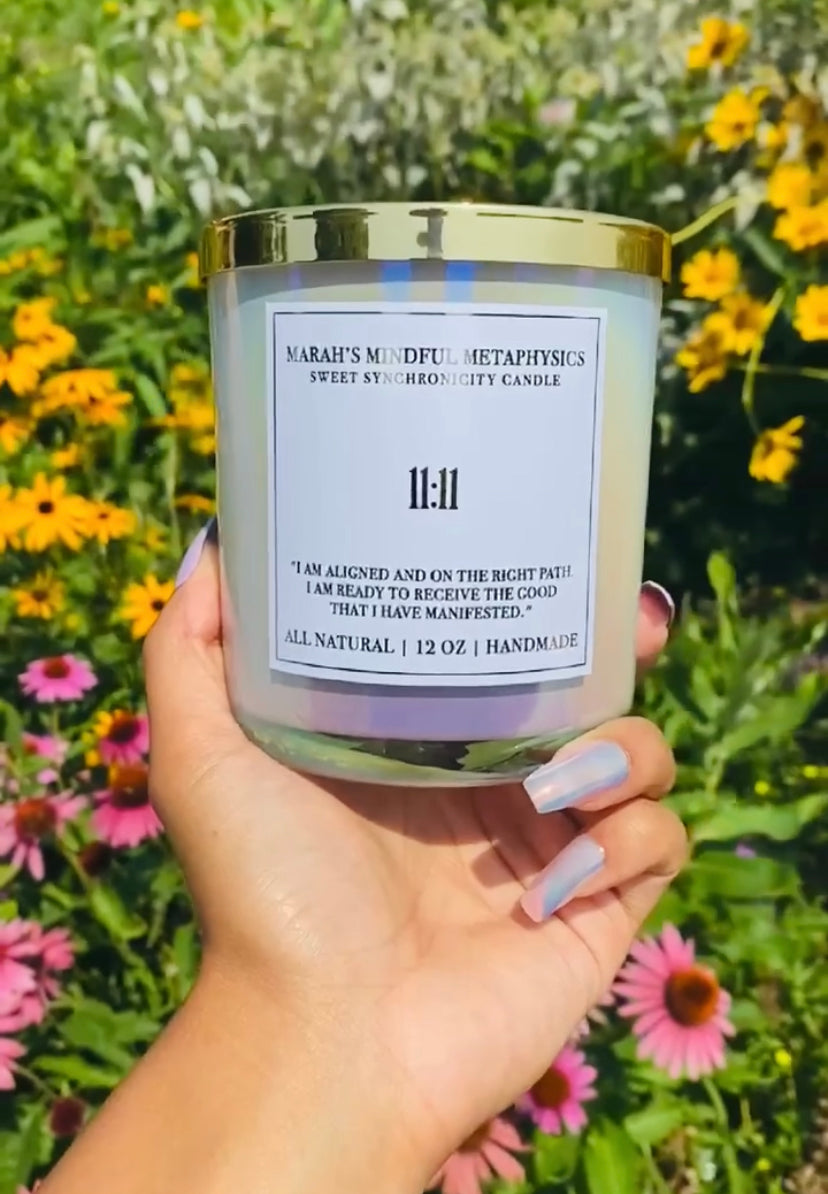 MARAH'S MINDFUL METAPHYSICS
SWEET SYNCHRONICITY CANDLE
11:11
"I AM ALIGNED AND ON THE RIGHT PATH.
I AM READY TO RECEIVE THE GOOD
THAT I HAVE MANIFESTED."
ALL NATURAL | 12 OZ | HANDMADE